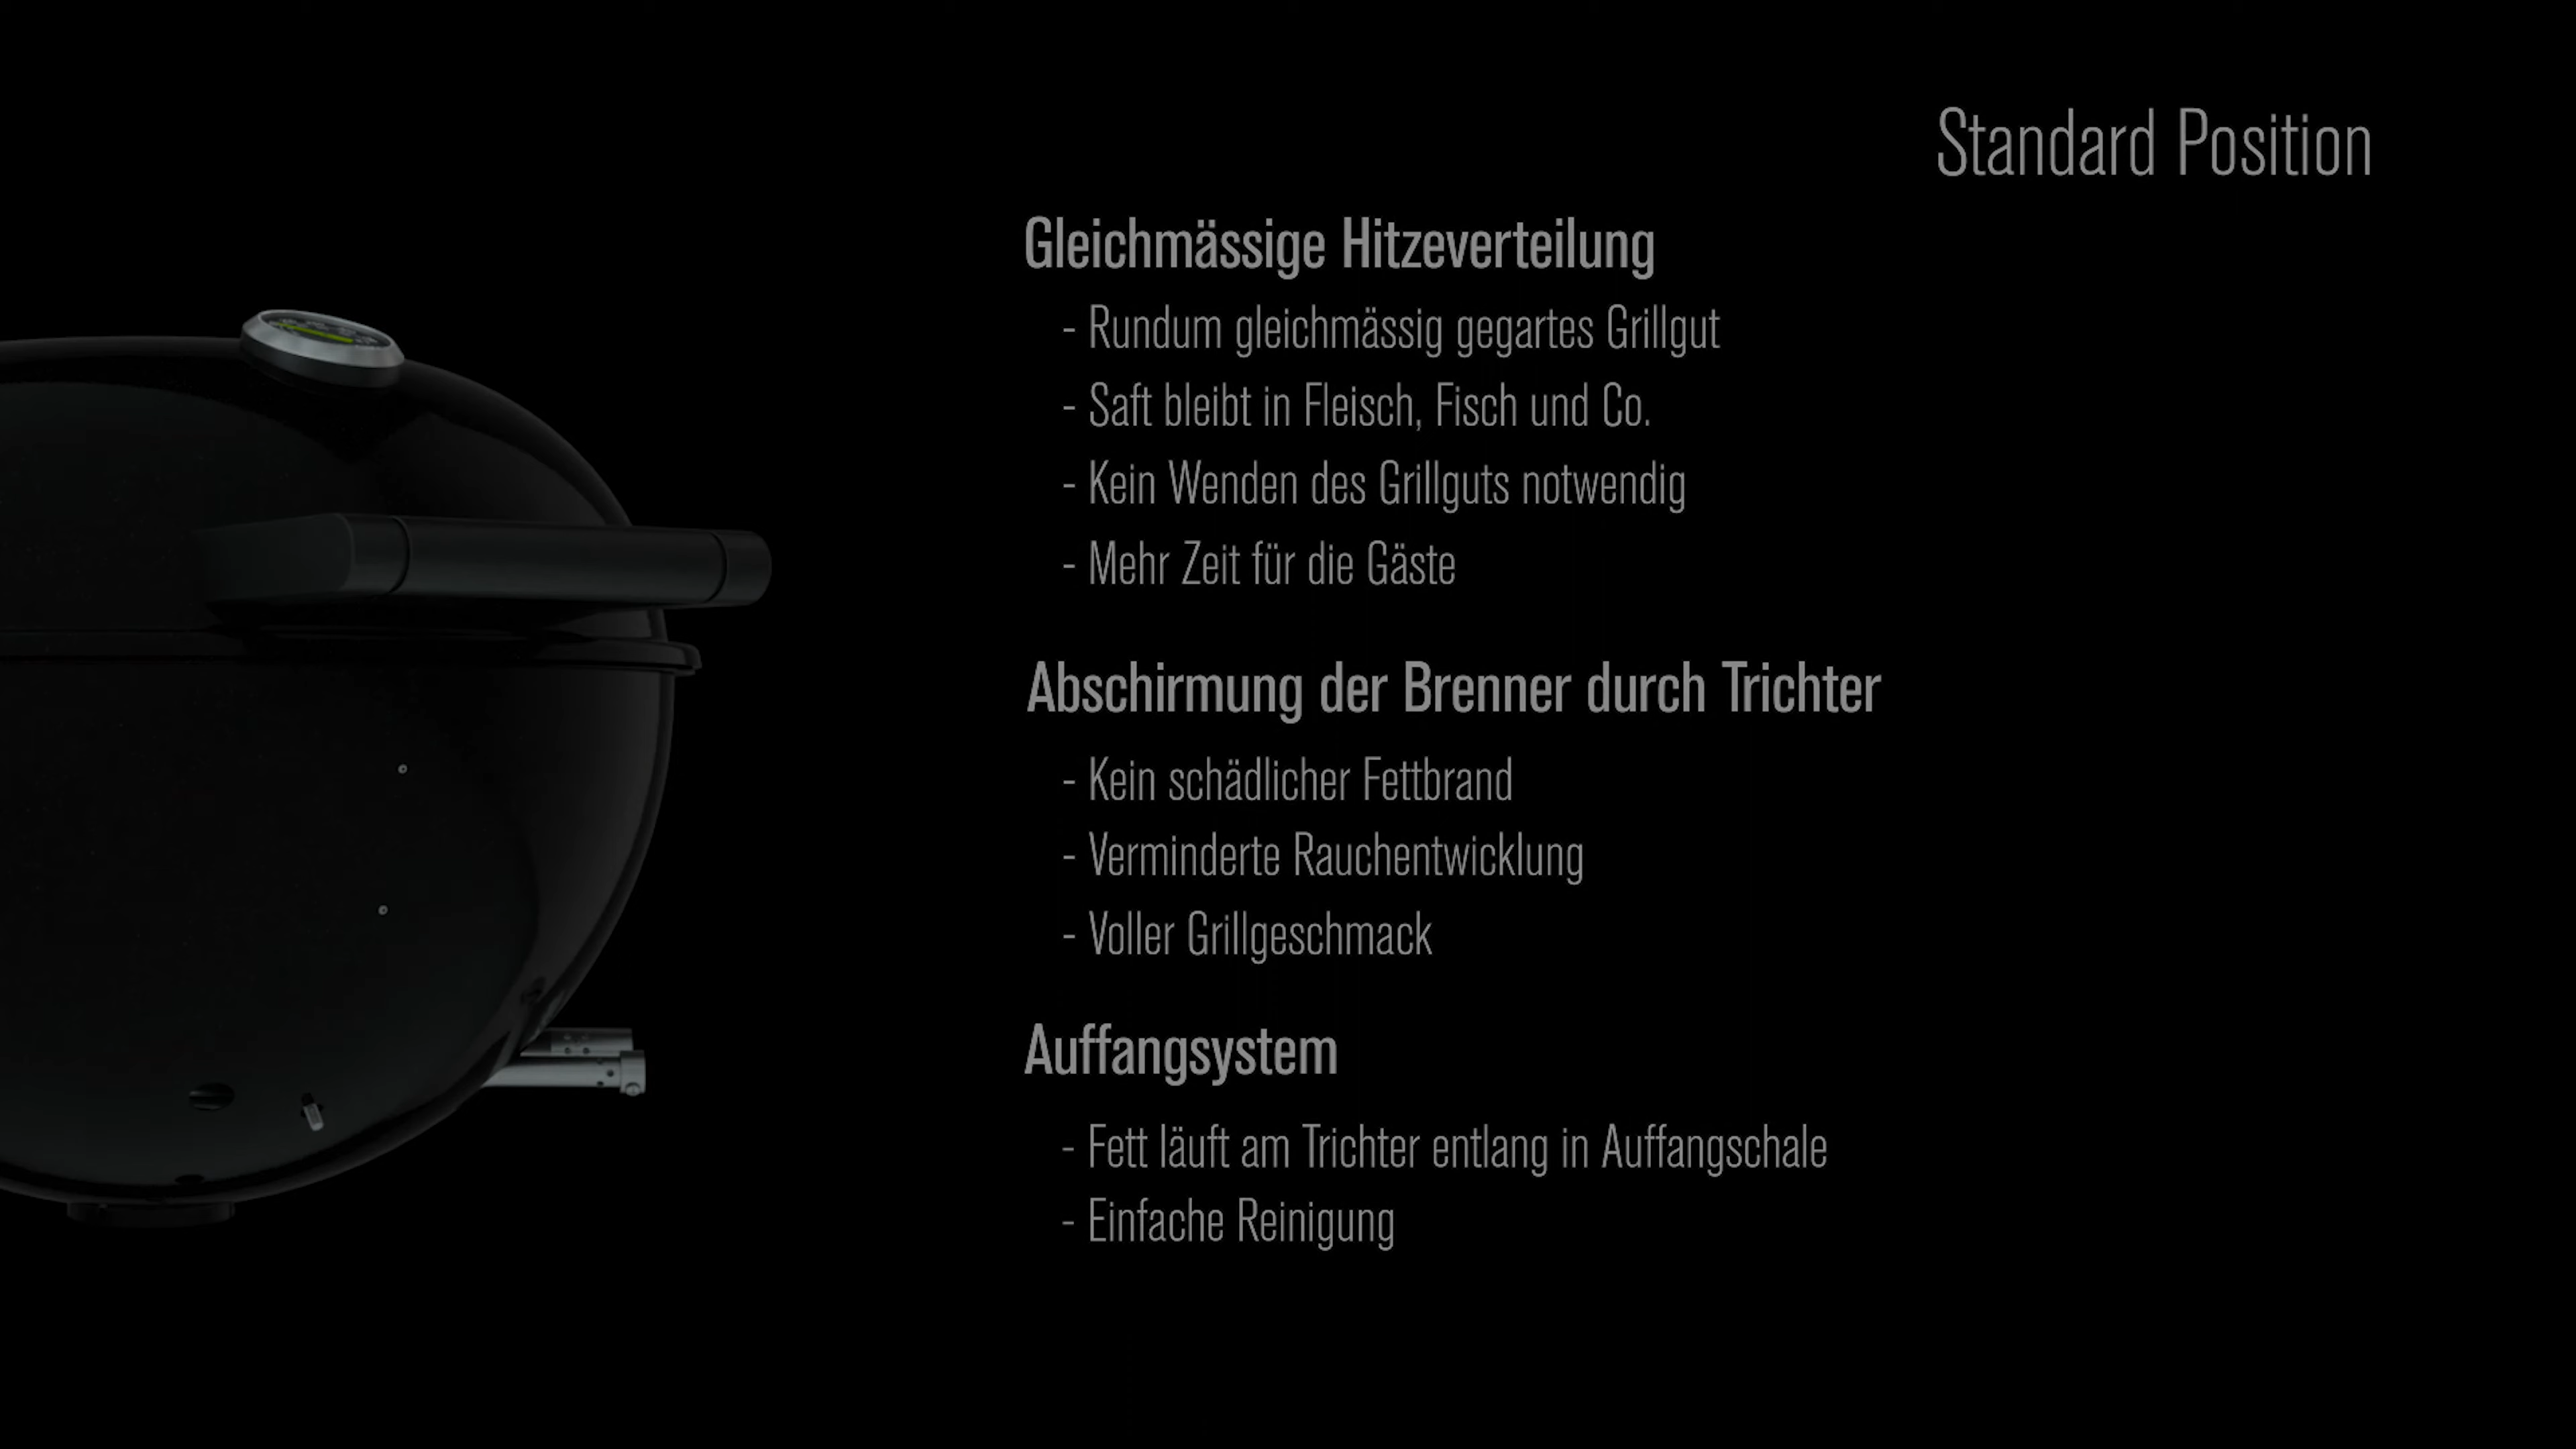 Standard Position
Gleichmässige Hitzeverteilung
- Rundum gleichmässig gegartes Grillgut
- Saft bleibt in Fleisch, Fisch und Co.
- Kein Wenden des Grillguts notwendig
- Mehr Zeit für die Gäste
Abschirmung der Brenner durch Trichter
- Kein schädlicher Fettbrand
- Verminderte Rauchentwicklung
- Voller Grillgeschmack
Auffangsystem
- Fett läuft am Trichter entlang in Auffangschale
- Einfache Reinigung